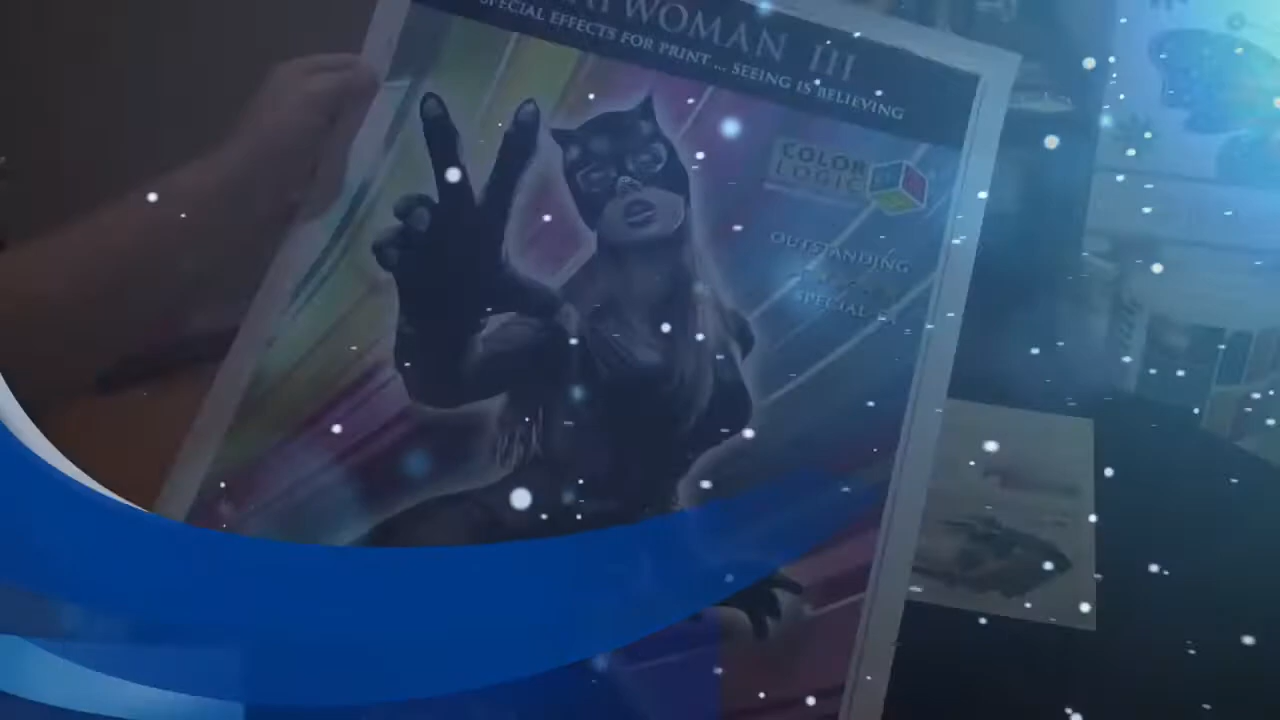 WOMAN III
SPECIAL EFFECTS FOR PRINT ... SEEING IS BELIEVING
COLOR
LOGIC
OUTSTANDING
SPECIAL